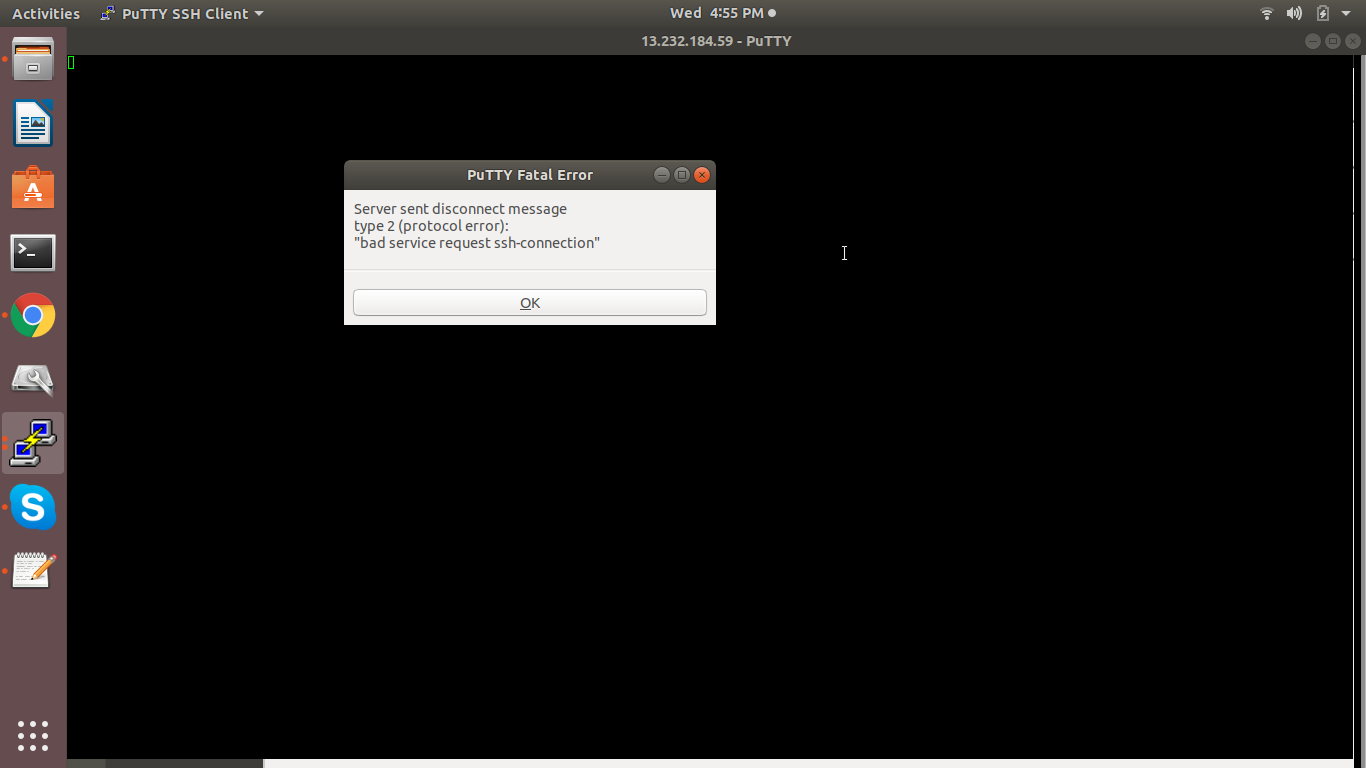 Activities
PuTTY SSH Client
Wed 4:55 PM
13.232.184.59 - PuTTY
PuTTY Fatal Error
Server sent disconnect message
type 2 (protocol error):
"bad service request ssh-connection"
OK